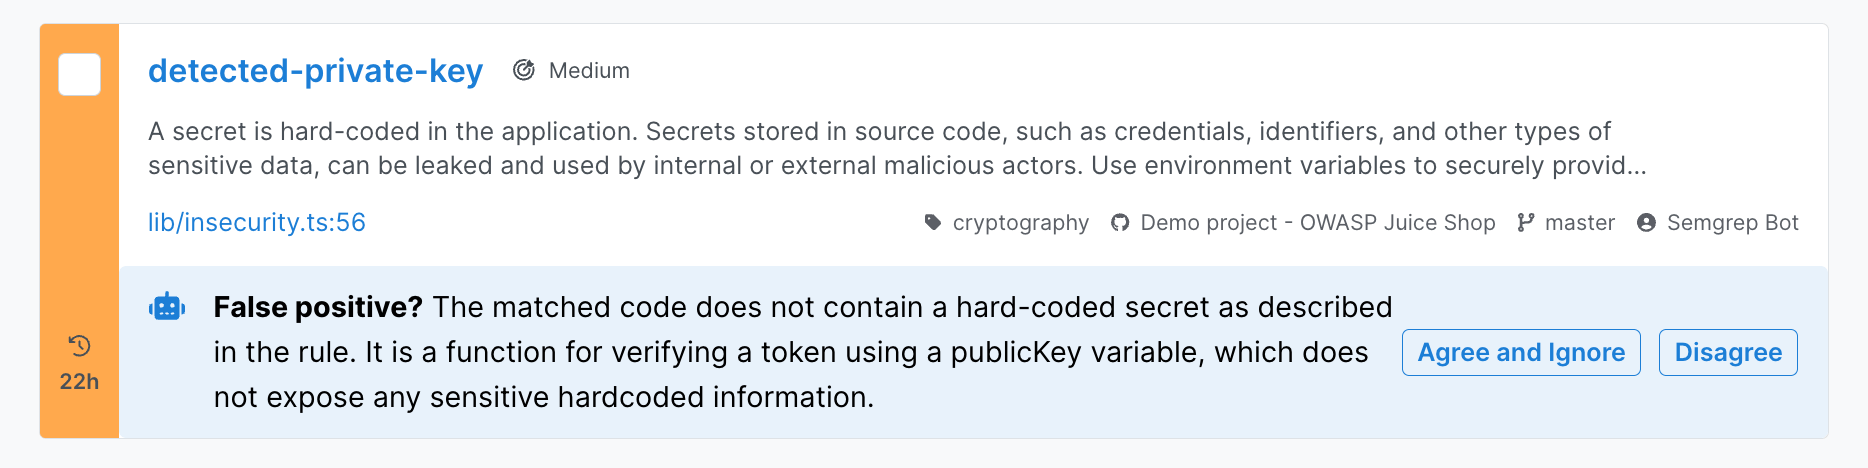 detected-private-key Medium
A secret is hard-coded in the application. Secrets stored in source code, such as credentials, identifiers, and other types of
sensitive data, can be leaked and used by internal or external malicious actors. Use environment variables to securely provid...
lib/insecurity.ts:56 cryptography Demo project - OWASP Juice Shop master Semgrep Bot
22h
False positive? The matched code does not contain a hard-coded secret as described
in the rule. It is a function for verifying a token using a publicKey variable, which does
not expose any sensitive hardcoded information.
Agree and Ignore Disagree